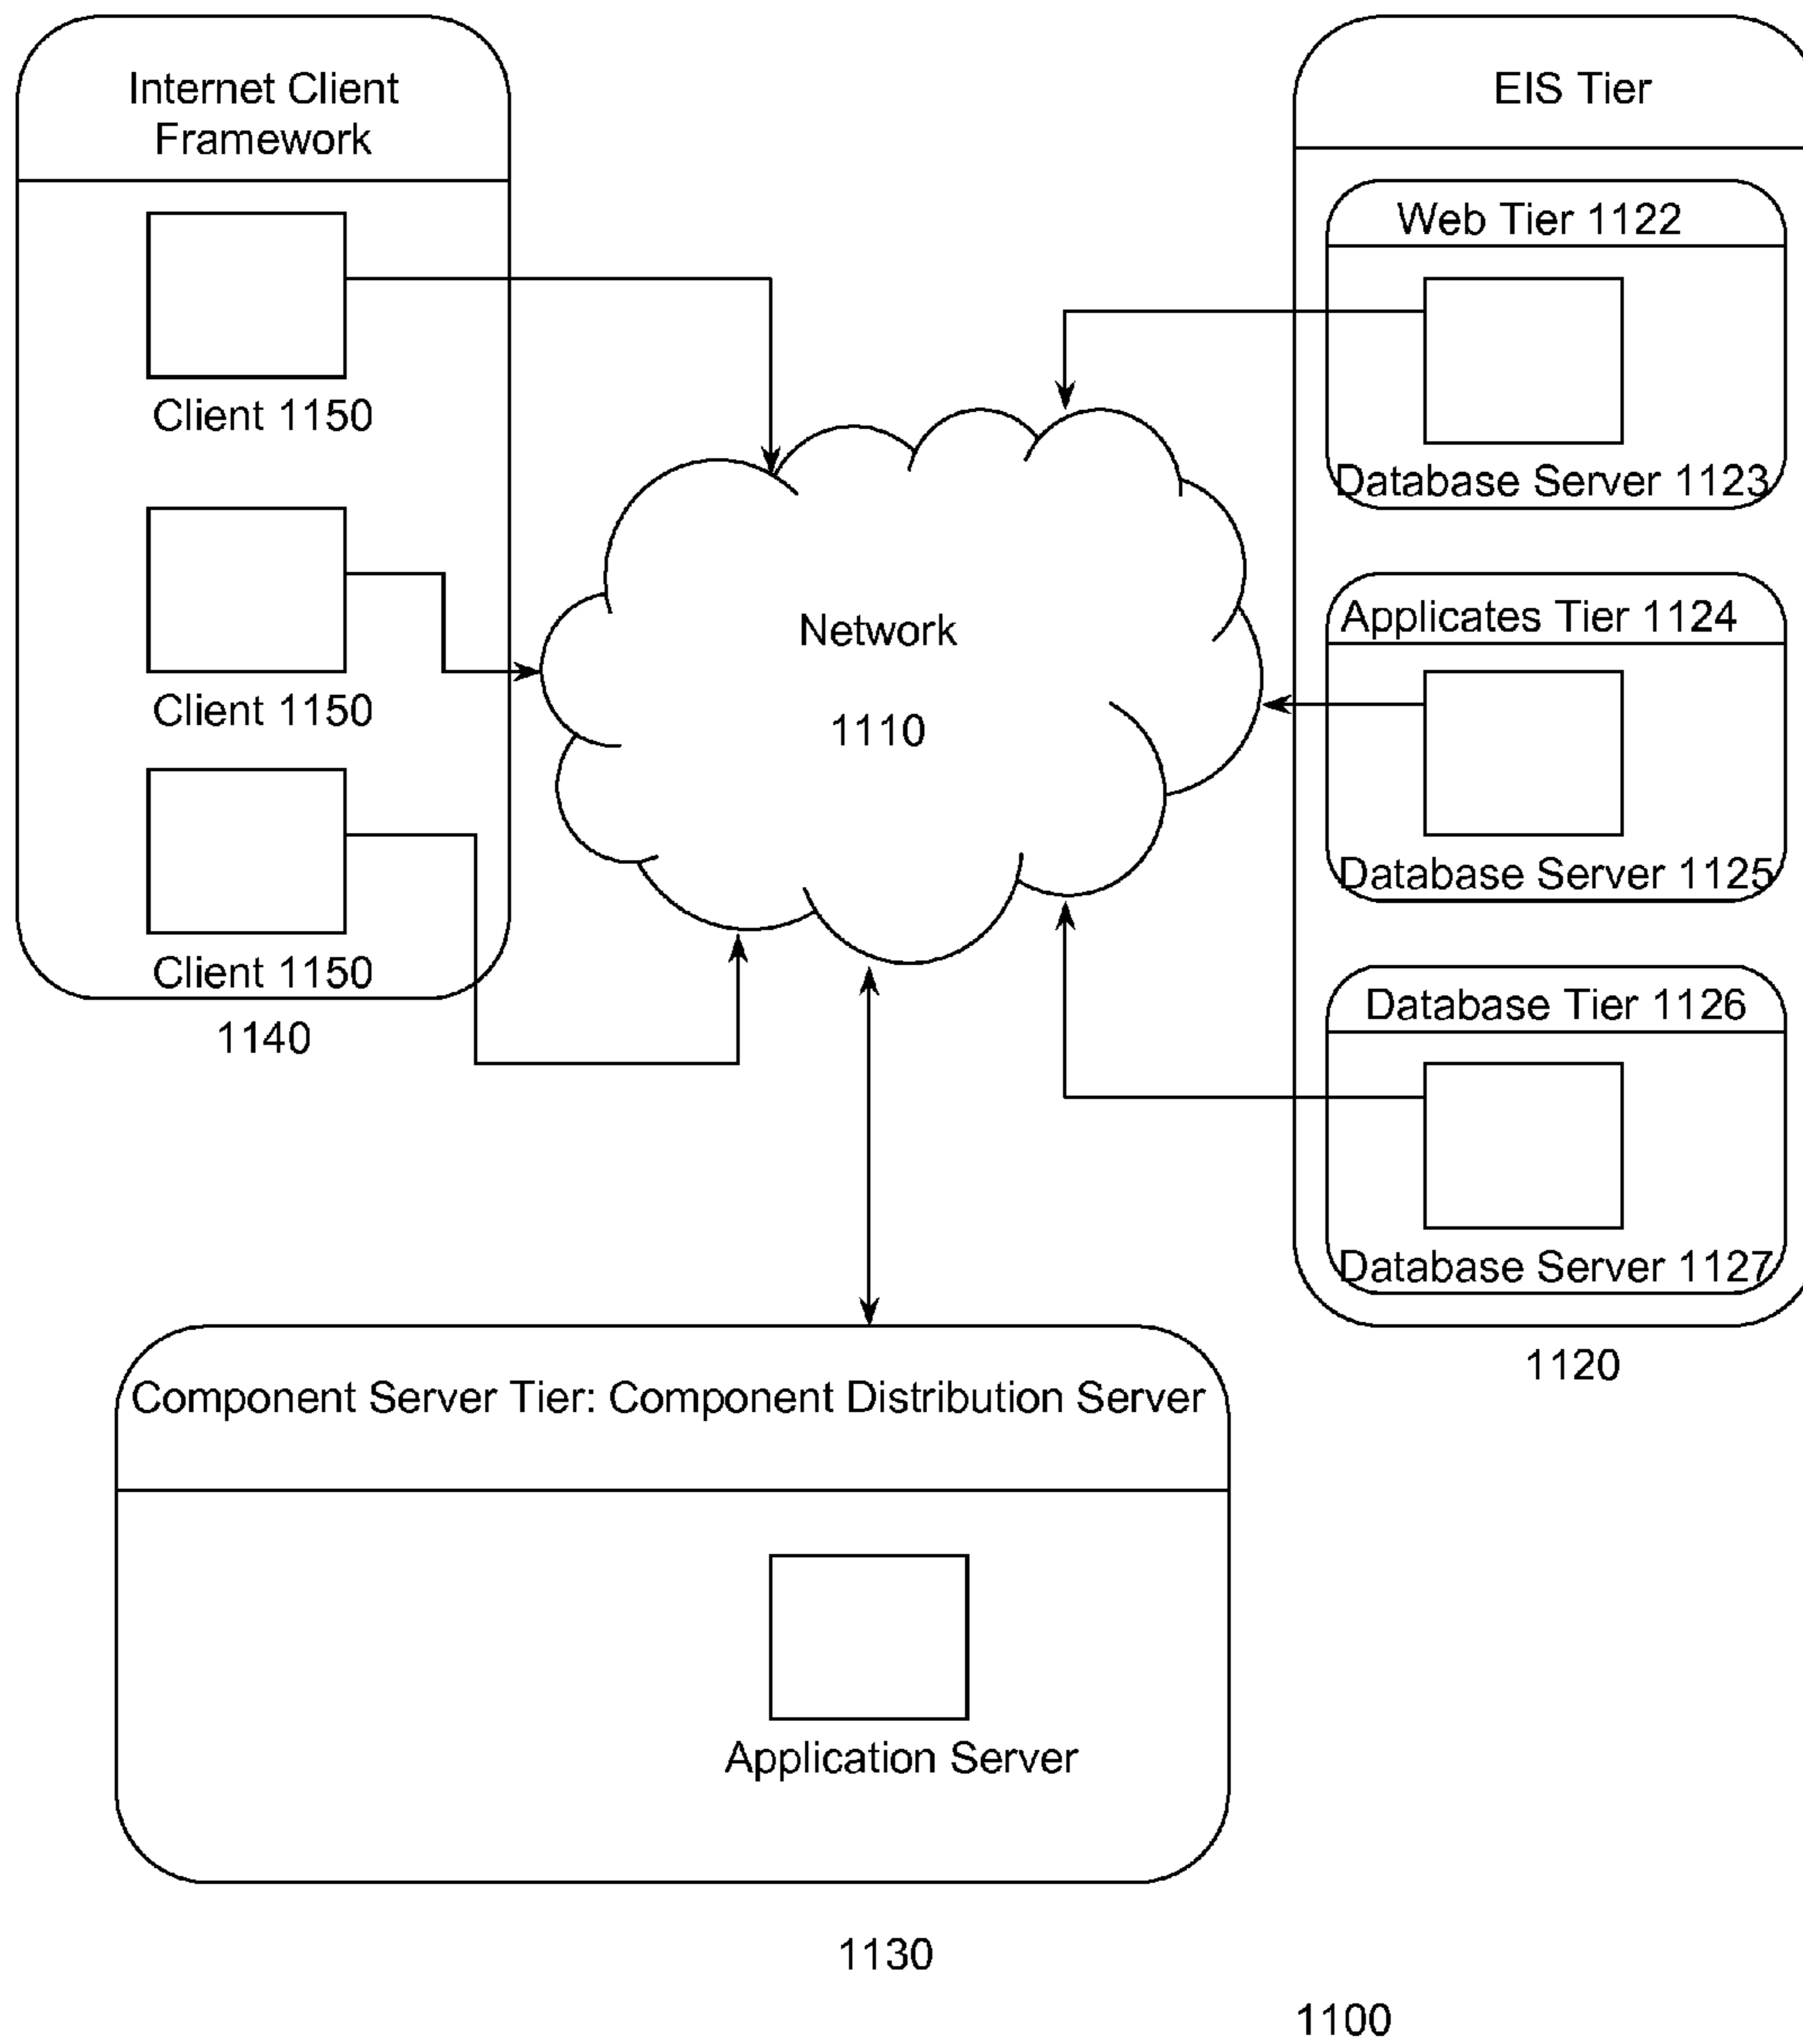 Internet Client
Framework
Client 1150
Client 1150
Client 1150
1140
Network
1110
EIS Tier
Web Tier 1122
Database Server 1123
Applicates Tier 1124
Database Server 1125
Database Tier 1126
Database Server 1127
1120
Component Server Tier: Component Distribution Server
Application Server
1130
1100